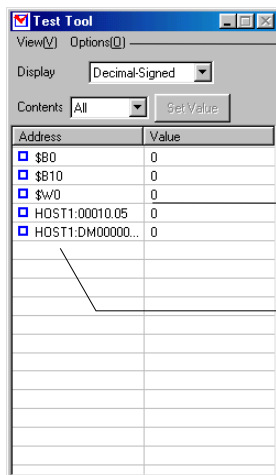 Test Tool
View(V) Options(O)
Display Decimal-Signed
Contents All Set Value
Address Value
$B0 0
$B10 0
$W0 0
HOST1:00010.05 0
HOST1:DM00000... 0